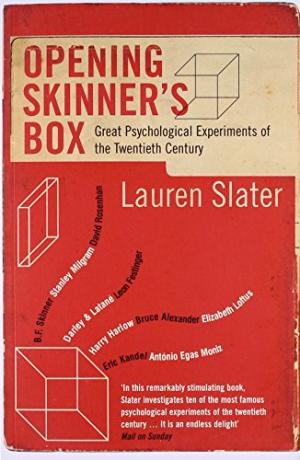 OPENING
SKINNER'S
BOX
Great Psychological Experiments of
the Twentieth Century
Lauren Slater
B.F. Skinner Stanley Milgram David Rosenhan
Darley & Latané Leon Festinger
Harry Harlow Bruce Alexander Elizabeth Loftus
Eric Kandel António Egas Moniz
'In this remarkably stimulating book,
Slater investigates ten of the most famous
psychological experiments of the twentieth
century ... It is an endless delight'
Mail on Sunday